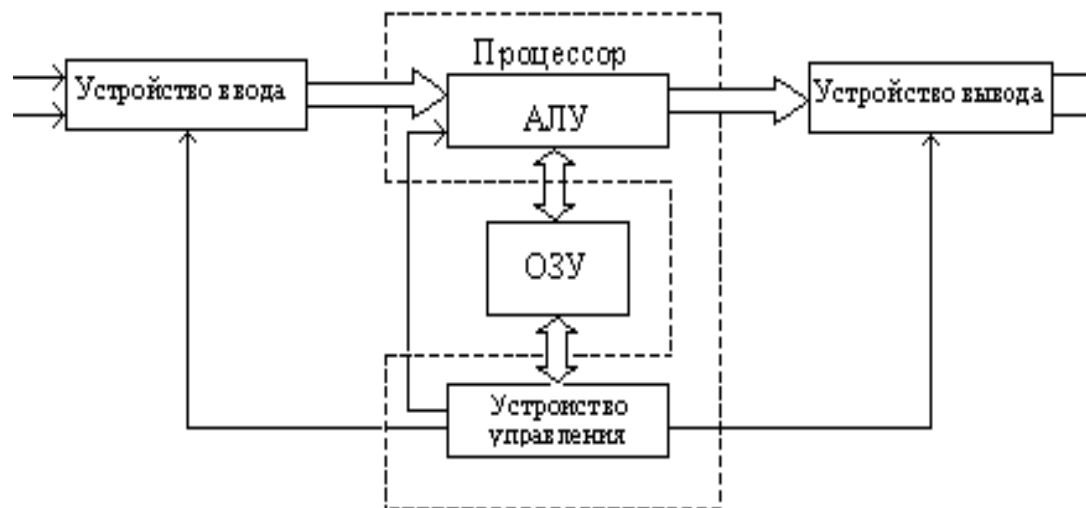 Процессор
Устройство ввода
АЛУ
Устройство вывода
ОЗУ
Устройство
управления